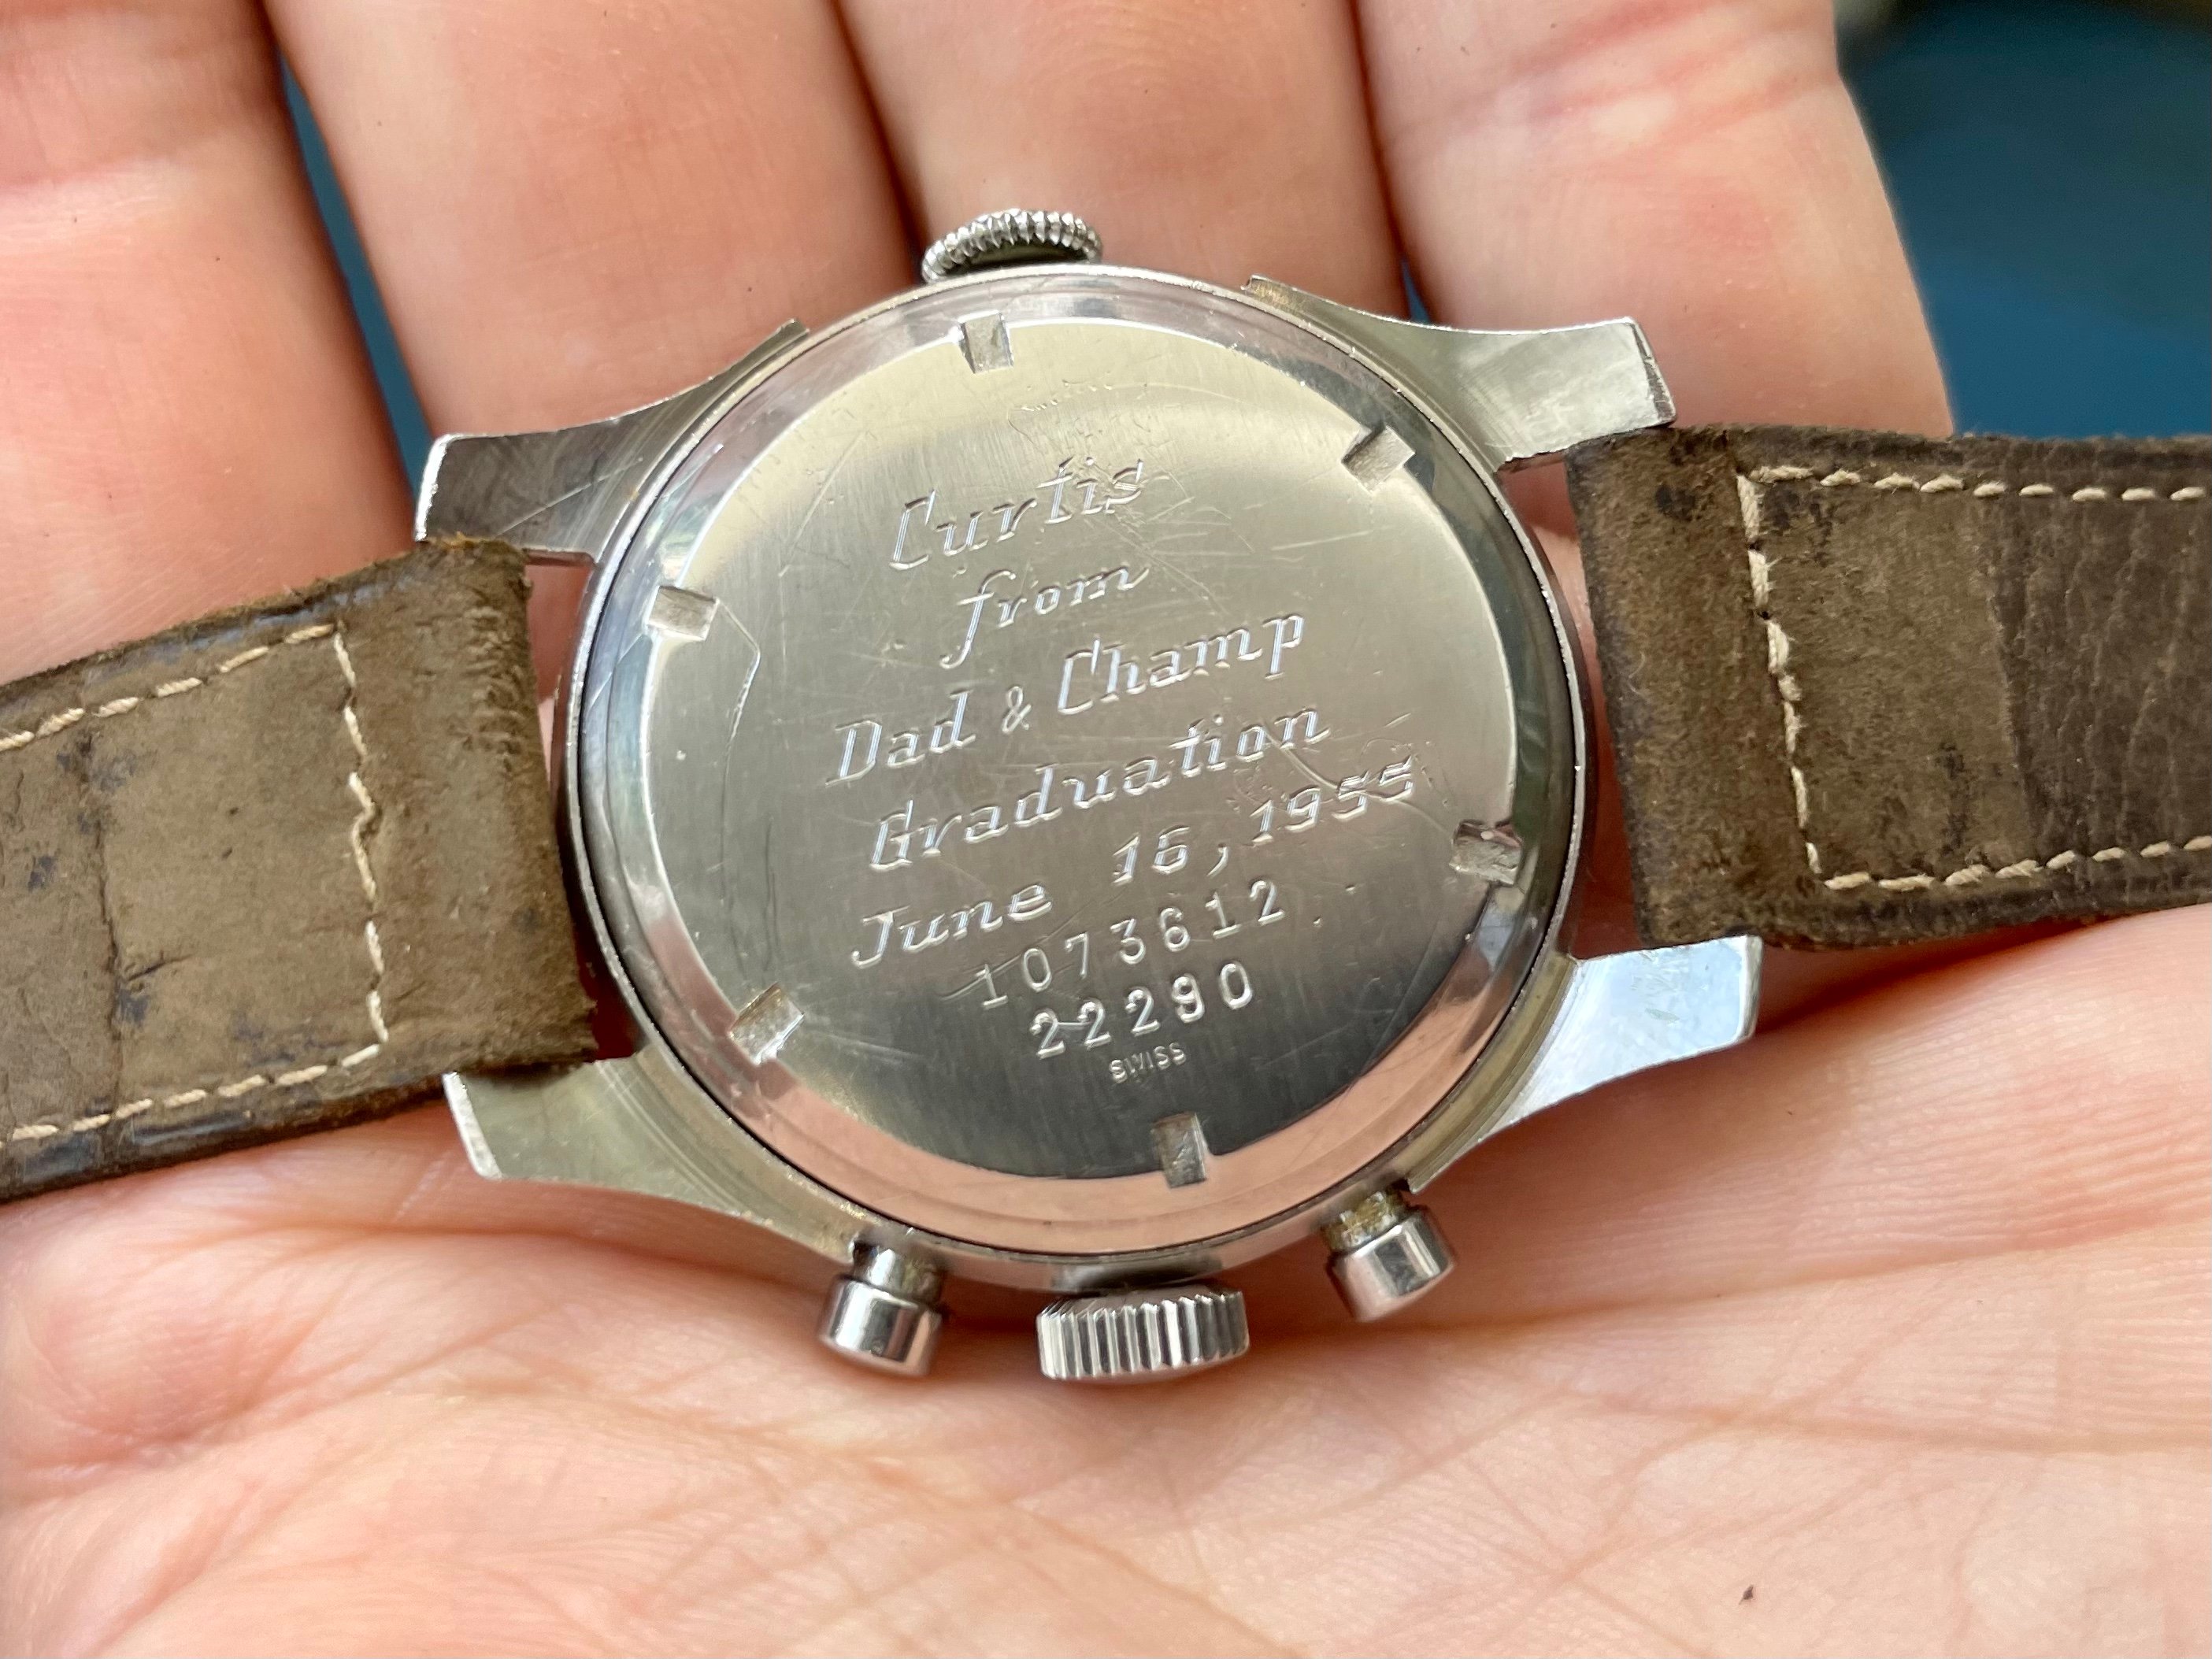 Curtis
from
Dad & Champ
Graduation
June 16, 1955
1073612
22290
SWISS